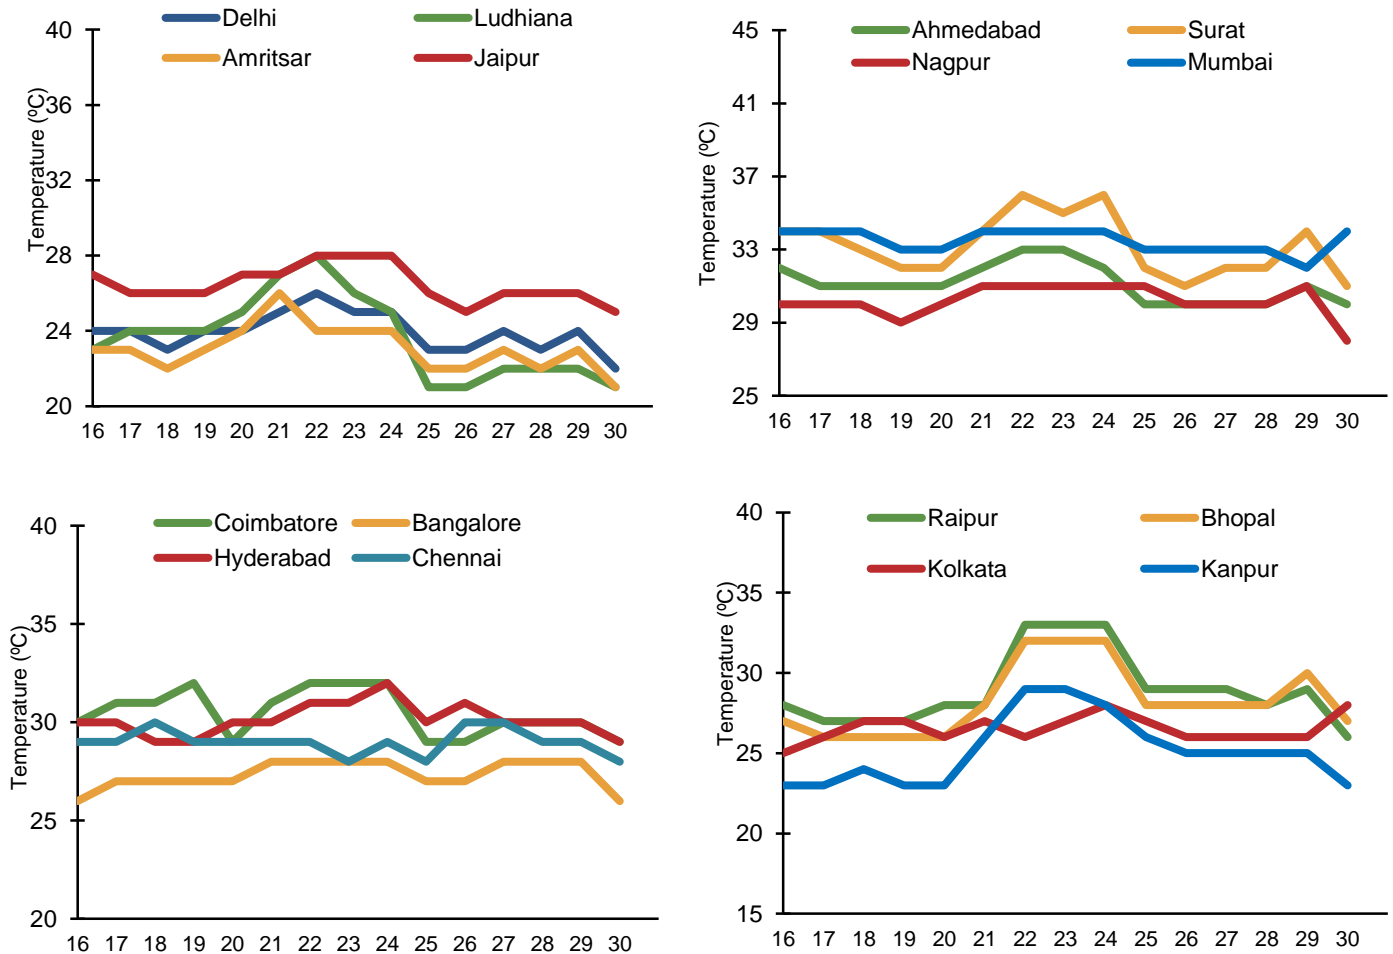 Delhi Ludhiana
Amritsar Jaipur
Temperature (ºC)
40
36
32
28
24
20
16 17 18 19 20 21 22 23 24 25 26 27 28 29 30
Ahmedabad Surat
Nagpur Mumbai
Temperature (ºC)
45
41
37
33
29
25
16 17 18 19 20 21 22 23 24 25 26 27 28 29 30
Coimbatore Bangalore
Hyderabad Chennai
Temperature (ºC)
40
35
30
25
20
16 17 18 19 20 21 22 23 24 25 26 27 28 29 30
Raipur Bhopal
Kolkata Kanpur
Temperature (ºC)
40
35
30
25
20
15
16 17 18 19 20 21 22 23 24 25 26 27 28 29 30